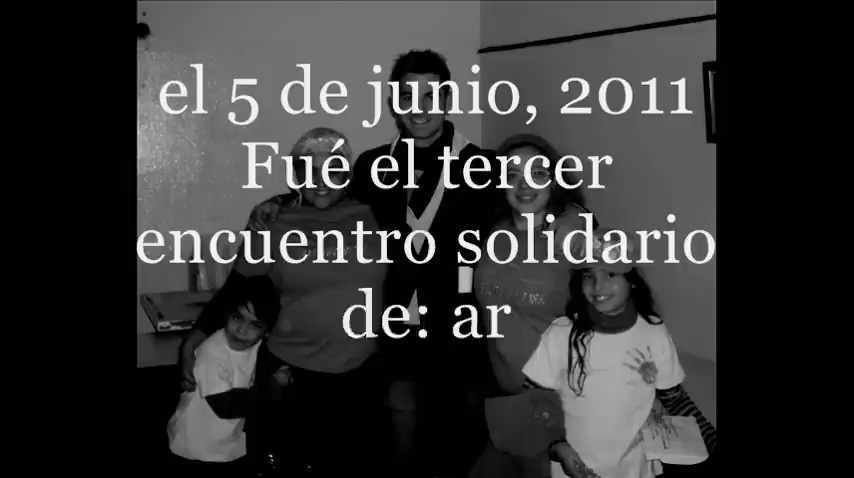 el 5 de junio, 2011
Fué el tercer
encuentro solidario
de: ar